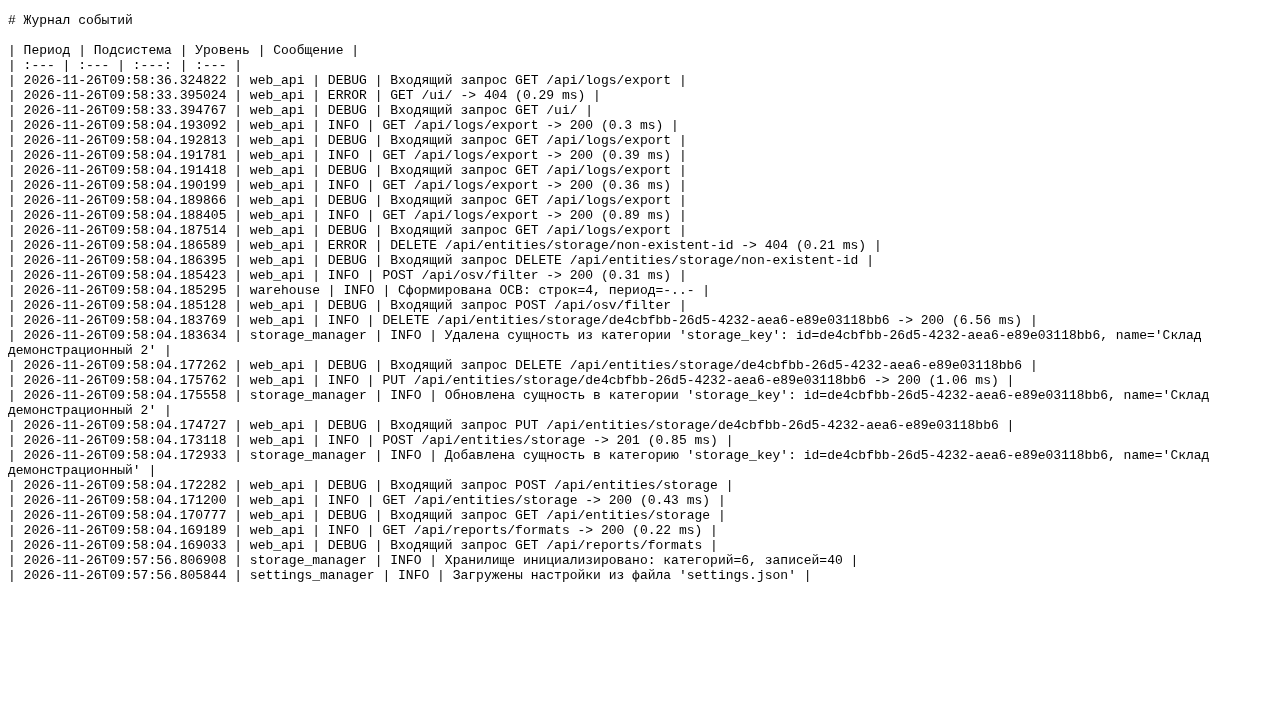 # Журнал событий
| Период | Подсистема | Уровень | Сообщение |
| :--- | :--- | :---: | :--- |
| 2026-11-26T09:58:36.324822 | web_api | DEBUG | Входящий запрос GET /api/logs/export |
| 2026-11-26T09:58:33.395024 | web_api | ERROR | GET /ui/ -> 404 (0.29 ms) |
| 2026-11-26T09:58:33.394767 | web_api | DEBUG | Входящий запрос GET /ui/ |
| 2026-11-26T09:58:04.193092 | web_api | INFO | GET /api/logs/export -> 200 (0.3 ms) |
| 2026-11-26T09:58:04.192813 | web_api | DEBUG | Входящий запрос GET /api/logs/export |
| 2026-11-26T09:58:04.191781 | web_api | INFO | GET /api/logs/export -> 200 (0.39 ms) |
| 2026-11-26T09:58:04.191418 | web_api | DEBUG | Входящий запрос GET /api/logs/export |
| 2026-11-26T09:58:04.190199 | web_api | INFO | GET /api/logs/export -> 200 (0.36 ms) |
| 2026-11-26T09:58:04.189866 | web_api | DEBUG | Входящий запрос GET /api/logs/export |
| 2026-11-26T09:58:04.188405 | web_api | INFO | GET /api/logs/export -> 200 (0.89 ms) |
| 2026-11-26T09:58:04.187514 | web_api | DEBUG | Входящий запрос GET /api/logs/export |
| 2026-11-26T09:58:04.186589 | web_api | ERROR | DELETE /api/entities/storage/non-existent-id -> 404 (0.21 ms) |
| 2026-11-26T09:58:04.186395 | web_api | DEBUG | Входящий запрос DELETE /api/entities/storage/non-existent-id |
| 2026-11-26T09:58:04.185423 | web_api | INFO | POST /api/osv/filter -> 200 (0.31 ms) |
| 2026-11-26T09:58:04.185295 | warehouse | INFO | Сформирована ОСВ: строк=4, период=-..- |
| 2026-11-26T09:58:04.185128 | web_api | DEBUG | Входящий запрос POST /api/osv/filter |
| 2026-11-26T09:58:04.183769 | web_api | INFO | DELETE /api/entities/storage/de4cbfbb-26d5-4232-aea6-e89e03118bb6 -> 200 (6.56 ms) |
| 2026-11-26T09:58:04.183634 | storage_manager | INFO | Удалена сущность из категории 'storage_key': id=de4cbfbb-26d5-4232-aea6-e89e03118bb6, name='Склад
демонстрационный 2' |
| 2026-11-26T09:58:04.177262 | web_api | DEBUG | Входящий запрос DELETE /api/entities/storage/de4cbfbb-26d5-4232-aea6-e89e03118bb6 |
| 2026-11-26T09:58:04.175762 | web_api | INFO | PUT /api/entities/storage/de4cbfbb-26d5-4232-aea6-e89e03118bb6 -> 200 (1.06 ms) |
| 2026-11-26T09:58:04.175558 | storage_manager | INFO | Обновлена сущность в категории 'storage_key': id=de4cbfbb-26d5-4232-aea6-e89e03118bb6, name='Склад
демонстрационный 2' |
| 2026-11-26T09:58:04.174727 | web_api | DEBUG | Входящий запрос PUT /api/entities/storage/de4cbfbb-26d5-4232-aea6-e89e03118bb6 |
| 2026-11-26T09:58:04.173118 | web_api | INFO | POST /api/entities/storage -> 201 (0.85 ms) |
| 2026-11-26T09:58:04.172933 | storage_manager | INFO | Добавлена сущность в категорию 'storage_key': id=de4cbfbb-26d5-4232-aea6-e89e03118bb6, name='Склад
демонстрационный' |
| 2026-11-26T09:58:04.172282 | web_api | DEBUG | Входящий запрос POST /api/entities/storage |
| 2026-11-26T09:58:04.171200 | web_api | INFO | GET /api/entities/storage -> 200 (0.43 ms) |
| 2026-11-26T09:58:04.170777 | web_api | DEBUG | Входящий запрос GET /api/entities/storage |
| 2026-11-26T09:58:04.169189 | web_api | INFO | GET /api/reports/formats -> 200 (0.22 ms) |
| 2026-11-26T09:58:04.169033 | web_api | DEBUG | Входящий запрос GET /api/reports/formats |
| 2026-11-26T09:57:56.806908 | storage_manager | INFO | Хранилище инициализировано: категорий=6, записей=40 |
| 2026-11-26T09:57:56.805844 | settings_manager | INFO | Загружены настройки из файла 'settings.json' |